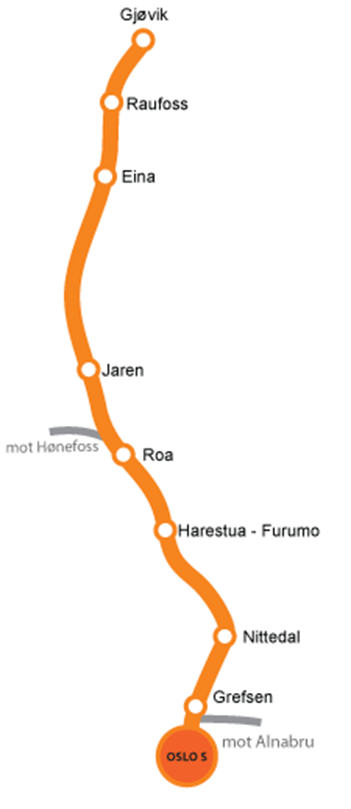 Gjøvik
Raufoss
Eina
Jaren
mot Hønefoss
Roa
Harestua - Furumo
Nittedal
Grefsen
mot Alnabru
OSLO S